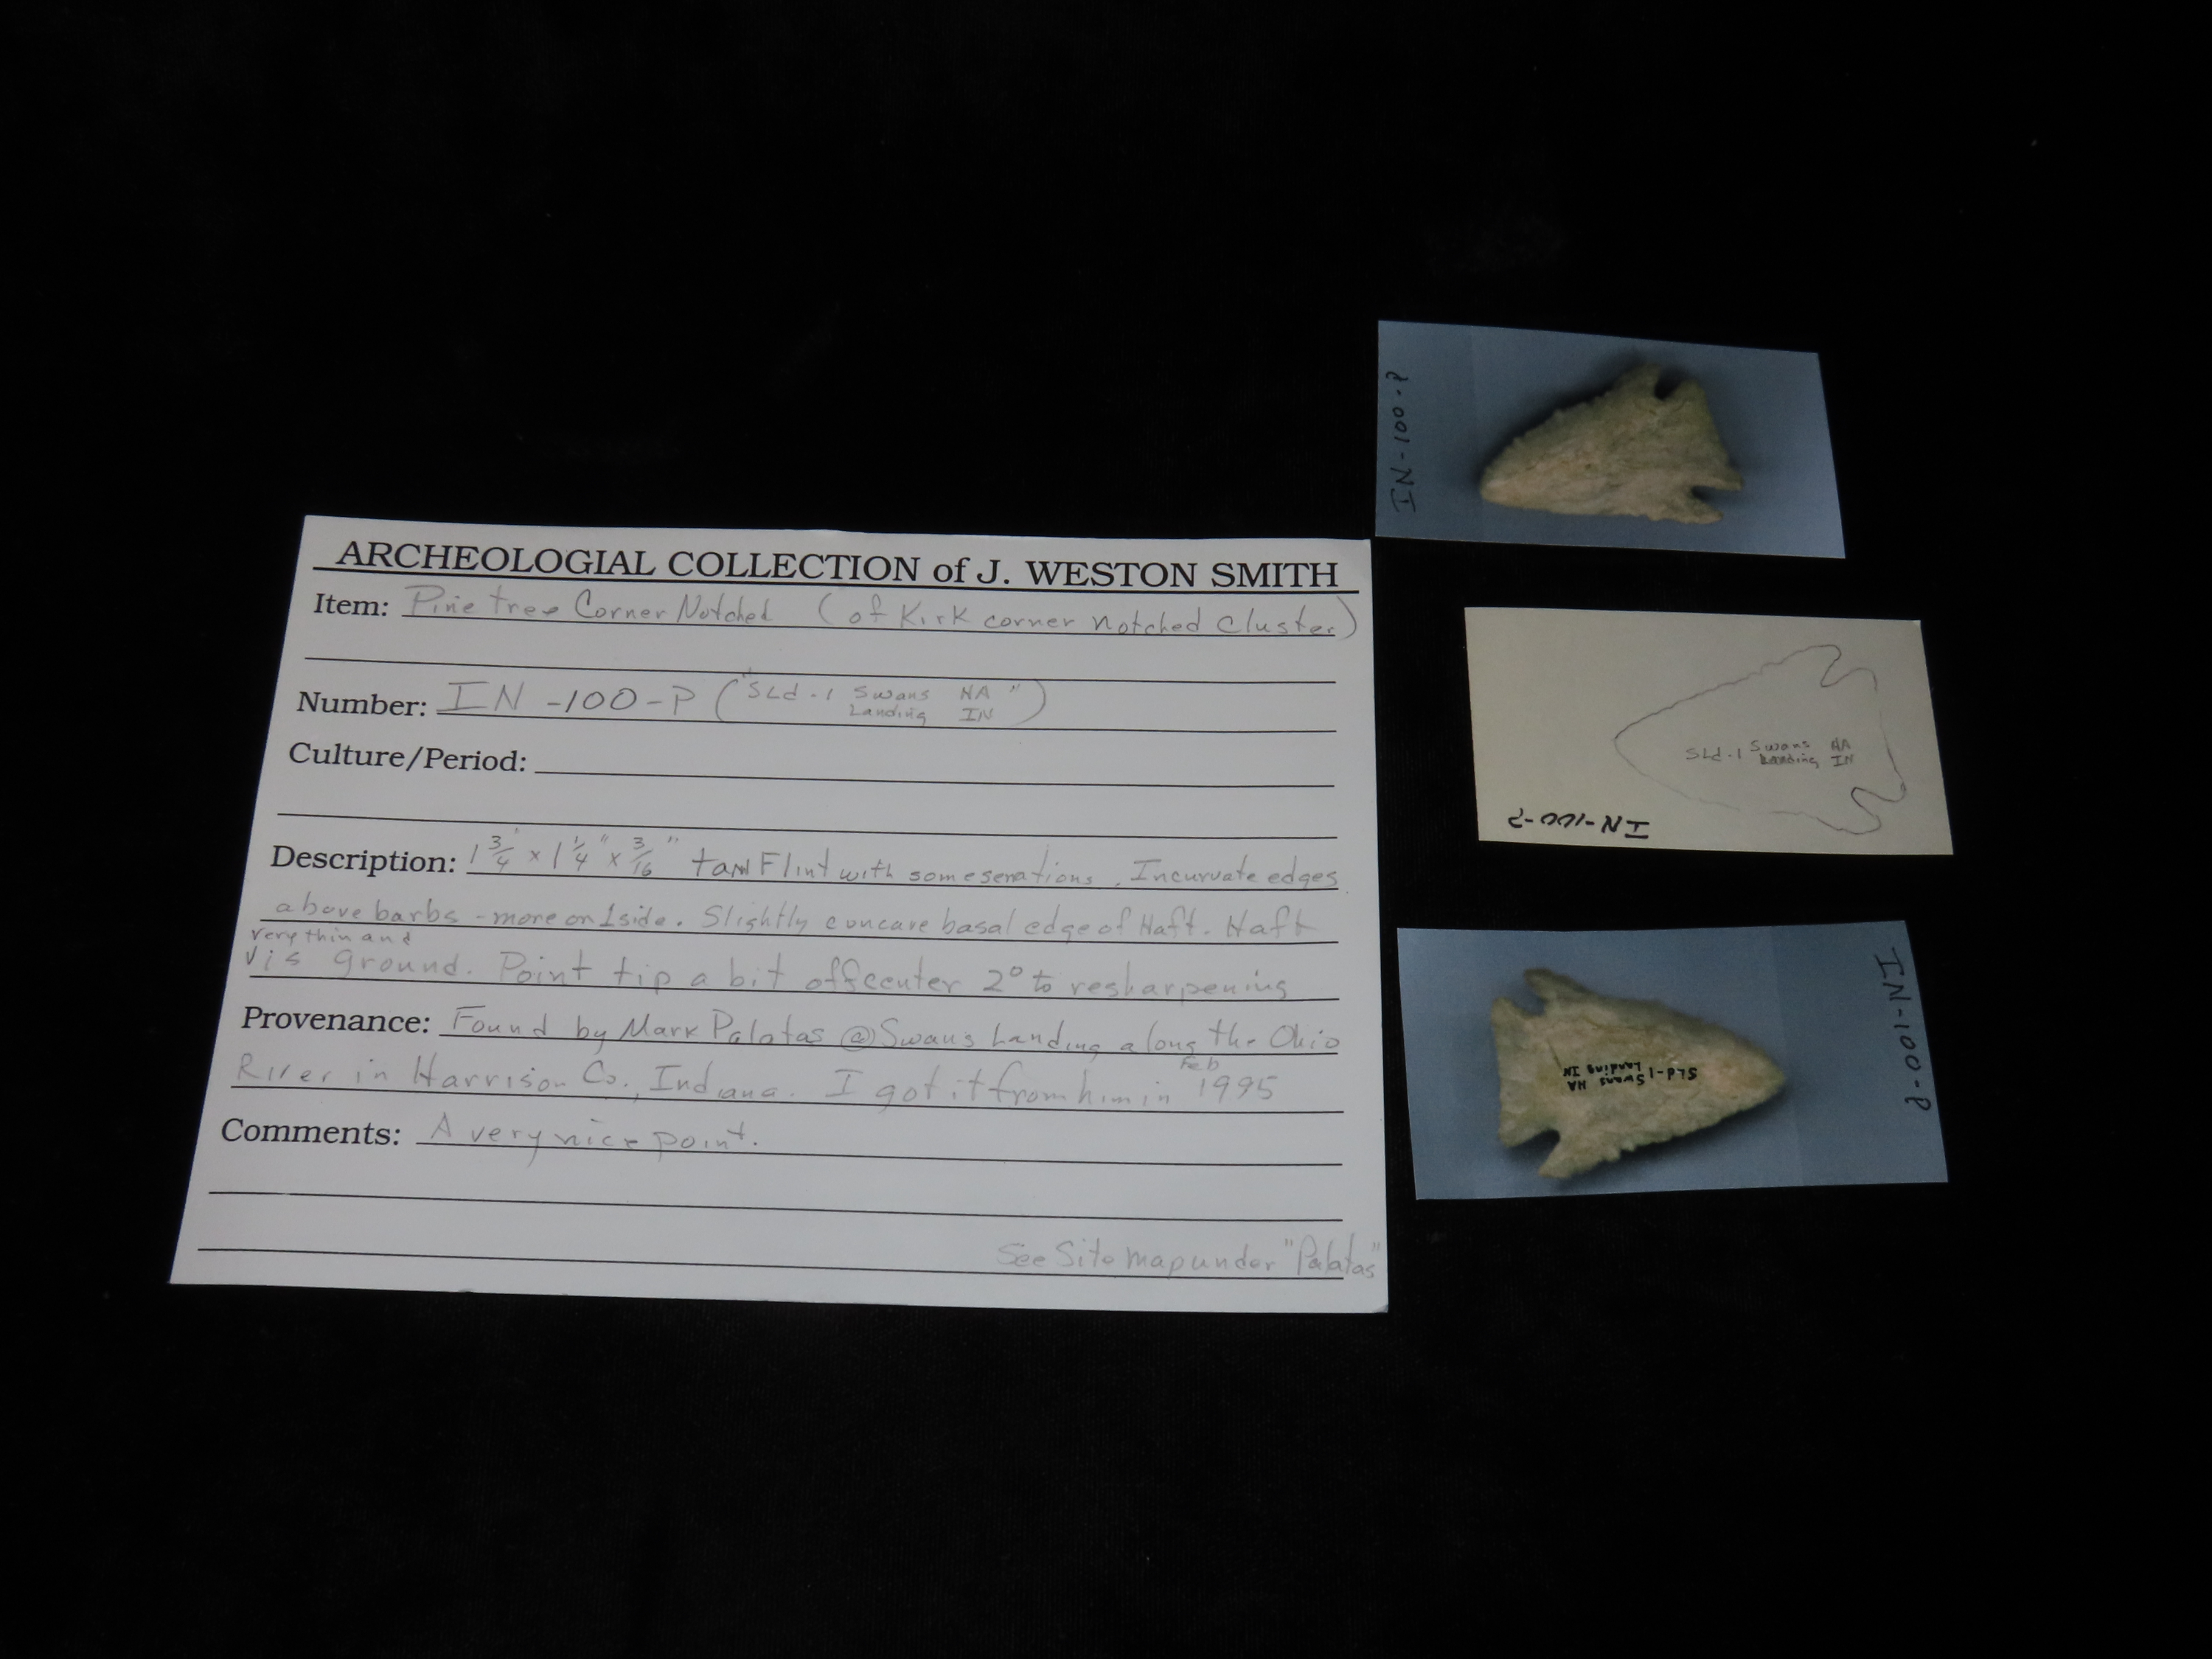 ARCHEOLOGIAL COLLECTION of J. WESTON SMITH
Item: Pine tree Corner Notched (of Kirk corner notched Cluster)
Number: IN-100-P ("SLd-1 Swans Landing HA IN")
Culture/Period:
Description: 1 3/4" x 1 1/4" x 3/16" tan Flint with some serrations. Incurvate edges
above barbs - more on 1 side. Slightly concave basal edge of Haft. Haft
very thin and
is ground. Point tip a bit offcenter 2° to resharpening
Provenance: Found by Mark Palatas @ Swans Landing along the Ohio
River in Harrison Co., Indiana. I got it from him in Feb 1995
Comments: A very nice point.
See Site map under "Palatas"
IN-100-P
SLd-1 Swans HA
Landing IN
IN-100-P
IN-100-P
SLd-1 Swans HA
Landing IN